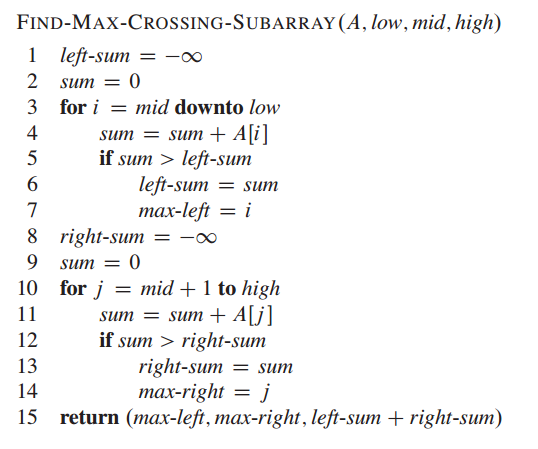 FIND-MAX-CROSSING-SUBARRAY(A, low, mid, high)
1 left-sum = −∞
2 sum = 0
3 for i = mid downto low
4 sum = sum + A[i]
5 if sum > left-sum
6 left-sum = sum
7 max-left = i
8 right-sum = −∞
9 sum = 0
10 for j = mid + 1 to high
11 sum = sum + A[j]
12 if sum > right-sum
13 right-sum = sum
14 max-right = j
15 return (max-left, max-right, left-sum + right-sum)